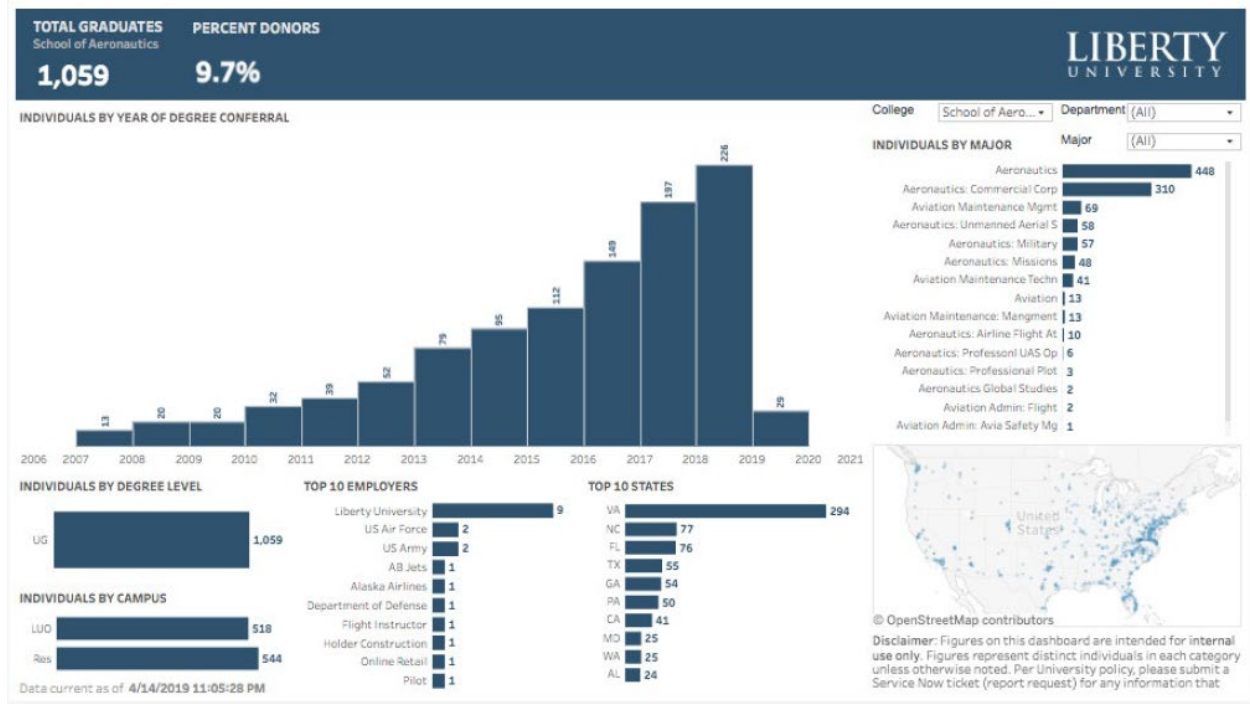 TOTAL GRADUATES
School of Aeronautics
1,059
PERCENT DONORS
9.7%
LIBERTY
UNIVERSITY
INDIVIDUALS BY YEAR OF DEGREE CONFERRAL
13
20
20
32
39
52
79
95
112
149
197
226
29
2006 2007 2008 2009 2010 2011 2012 2013 2014 2015 2016 2017 2018 2019 2020 2021
College School of Aero... Department (All)
Major (All)
INDIVIDUALS BY MAJOR
Aeronautics 448
Aeronautics: Commercial Corp 310
Aviation Maintenance Mgmt 69
Aeronautics: Unmanned Aerial S 58
Aeronautics: Military 57
Aeronautics: Missions 48
Aviation Maintenance Techn 41
Aviation 13
Aviation Maintenance: Mangment 13
Aeronautics: Airline Flight At 10
Aeronautics: Professonl UAS Op 6
Aeronautics: Professional Plot 3
Aeronautics Global Studies 2
Aviation Admin: Flight 2
Aviation Admin: Avia Safety Mg 1
INDIVIDUALS BY DEGREE LEVEL
UG 1,059
INDIVIDUALS BY CAMPUS
LUO 518
Res 544
Data current as of 4/14/2019 11:05:28 PM
TOP 10 EMPLOYERS
Liberty University 9
US Air Force 2
US Army 2
AB Jets 1
Alaska Airlines 1
Department of Defense 1
Flight Instructor 1
Holder Construction 1
Online Retail 1
Pilot 1
TOP 10 STATES
VA 294
NC 77
FL 76
TX 55
GA 54
PA 50
CA 41
MD 25
WA 25
AL 24
United
States
© OpenStreetMap contributors
Disclaimer: Figures on this dashboard are intended for internal
use only. Figures represent distinct individuals in each category
unless otherwise noted. Per University policy, please submit a
Service Now ticket (report request) for any information that